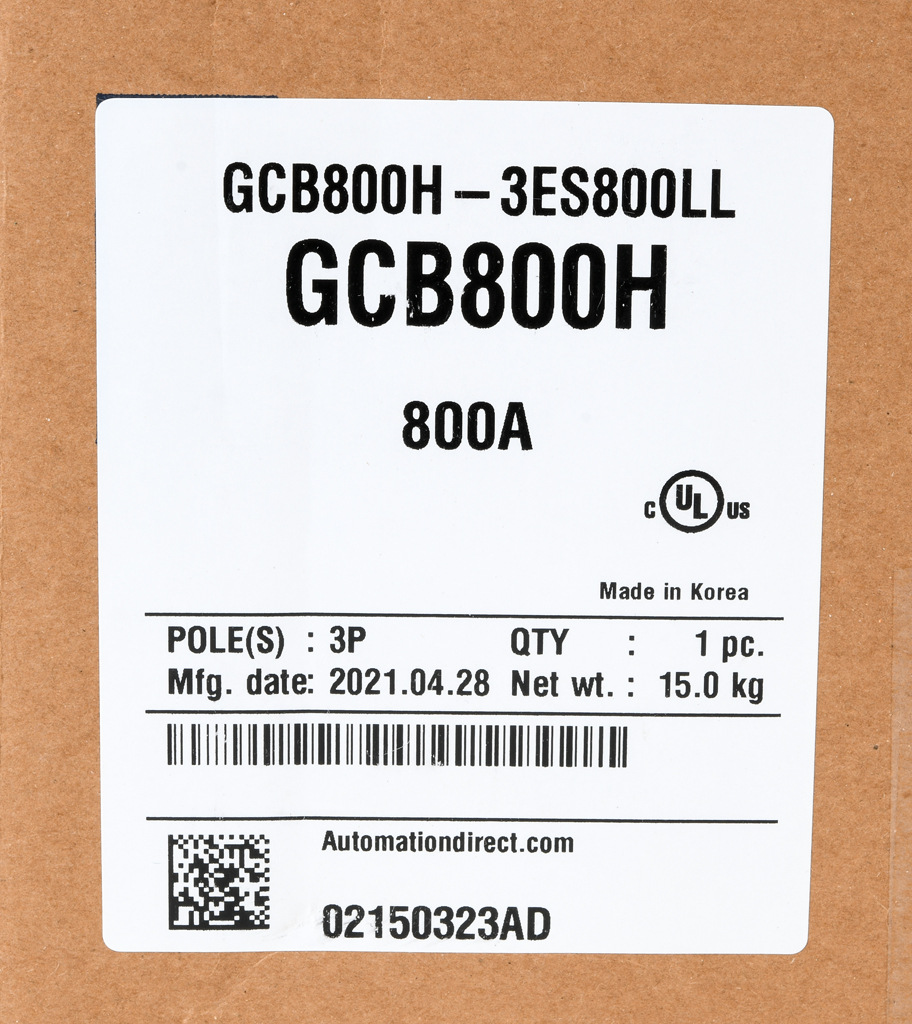 GCB800H – 3ES800LL
GCB800H
800A
C UL US
Made in Korea
POLE(S) : 3P QTY : 1 pc.
Mfg. date: 2021.04.28 Net wt. : 15.0 kg
Automationdirect.com
02150323AD